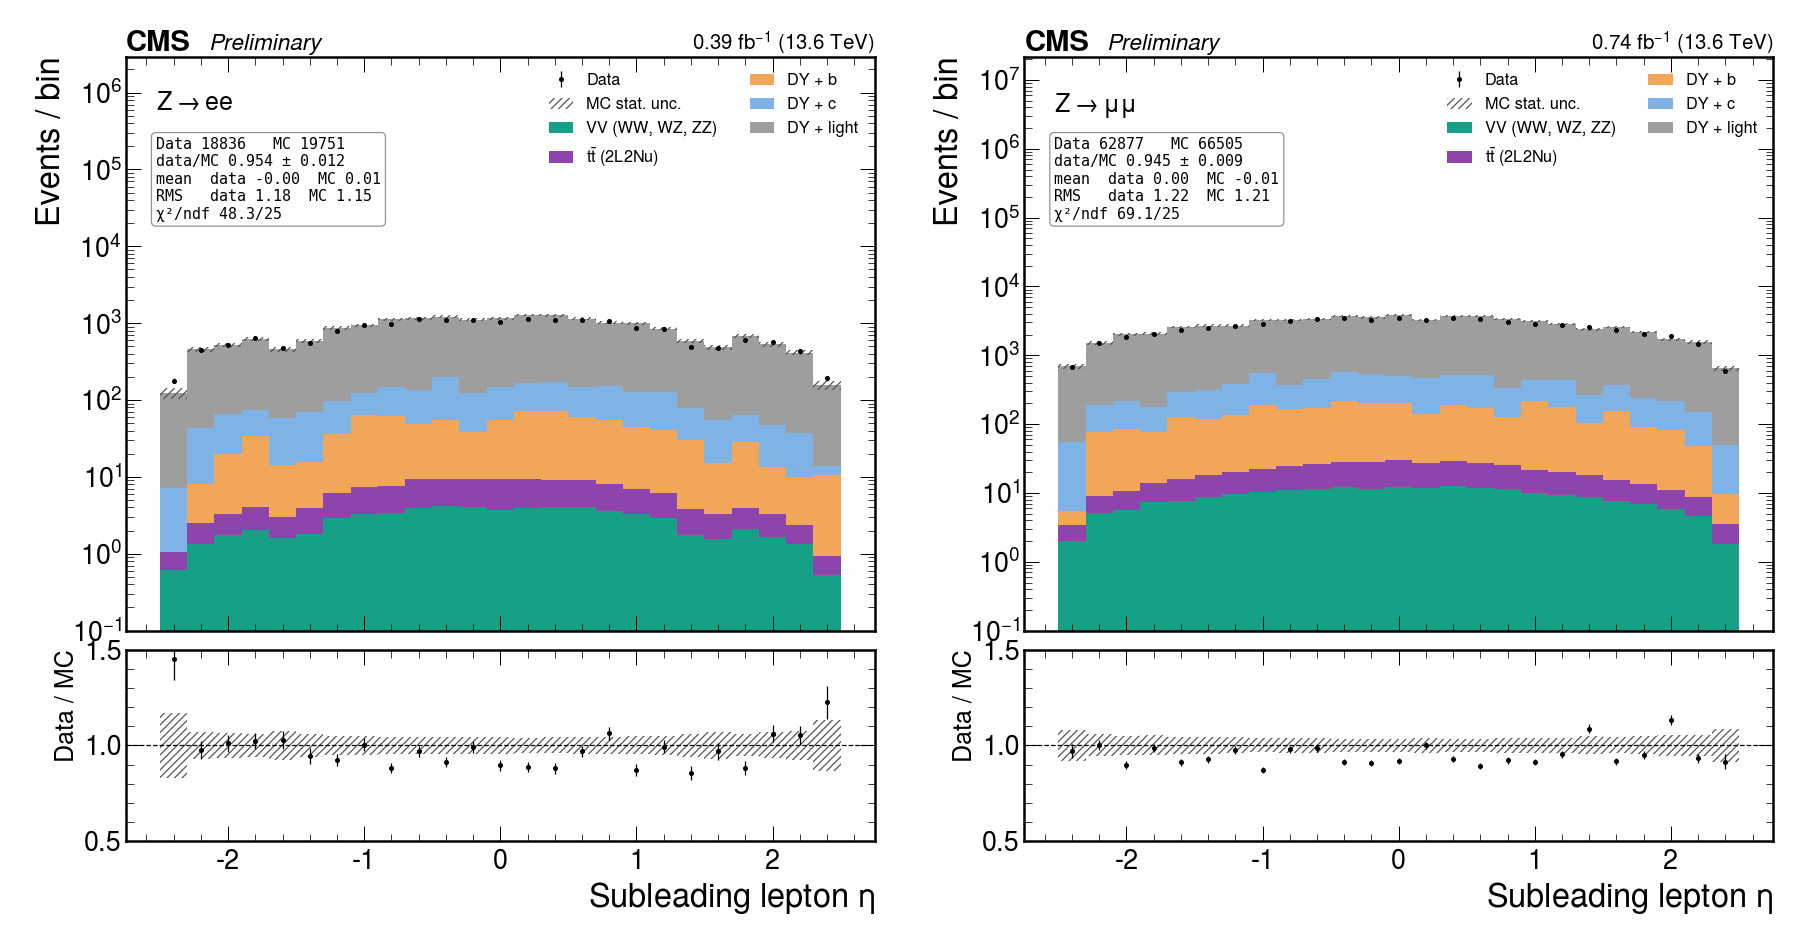 CMS Preliminary 0.39 fb⁻¹ (13.6 TeV)
Events / bin
Z→ee
Data
MC stat. unc.
VV (WW, WZ, ZZ)
tt̄ (2L2Nu)
DY + b
DY + c
DY + light
Data 18836 MC 19751
data/MC 0.954 ± 0.012
mean data -0.00 MC 0.01
RMS data 1.18 MC 1.15
χ²/ndf 48.3/25
10⁶
10⁵
10⁴
10³
10²
10¹
10⁰
10⁻¹
Data / MC
1.5
1.0
0.5
-2 -1 0 1 2
Subleading lepton η
CMS Preliminary 0.74 fb⁻¹ (13.6 TeV)
Events / bin
Z→μμ
Data
MC stat. unc.
VV (WW, WZ, ZZ)
tt̄ (2L2Nu)
DY + b
DY + c
DY + light
Data 62877 MC 66505
data/MC 0.945 ± 0.009
mean data 0.00 MC -0.01
RMS data 1.22 MC 1.21
χ²/ndf 69.1/25
10⁷
10⁶
10⁵
10⁴
10³
10²
10¹
10⁰
10⁻¹
Data / MC
1.5
1.0
0.5
-2 -1 0 1 2
Subleading lepton η